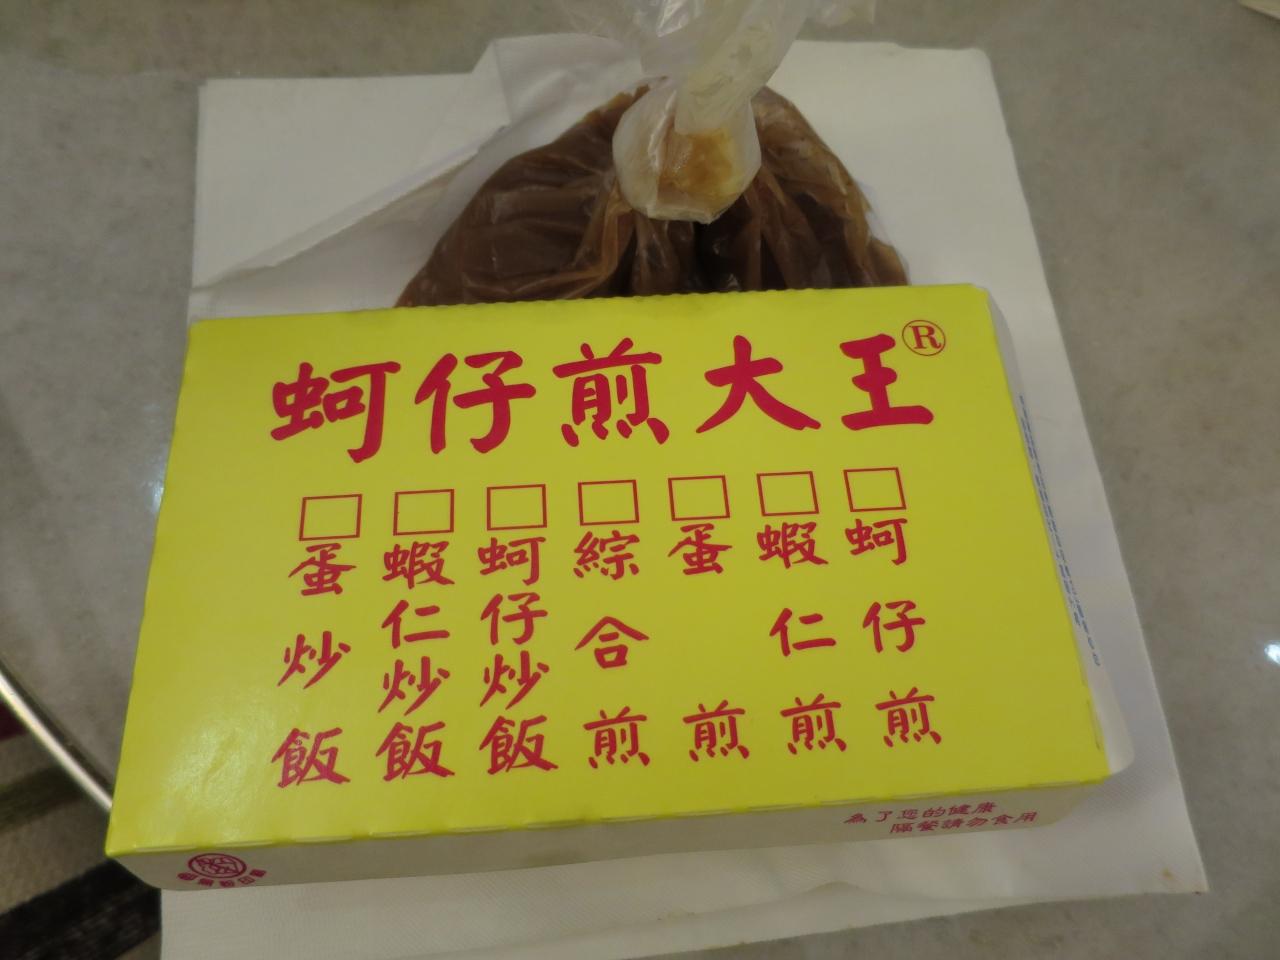 蚵仔煎大王®
蚵仔煎
蝦仁煎
蛋煎
綜合煎
蚵仔炒飯
蝦仁炒飯
蛋炒飯
為了您的健康
隔餐請勿食用